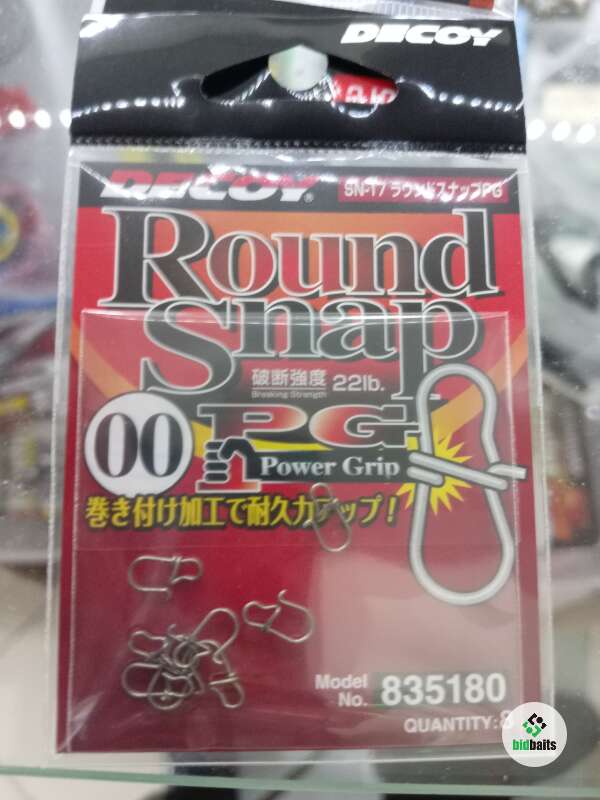 DECOY
DECOY®
SN-17 ラウンドスナップPG
Round
Snap
破断強度 22lb.
Breaking Strength
00
PG
Power Grip
巻き付け加工で耐久力アップ!
Model
No. 835180
QUANTITY:8
bidbaits